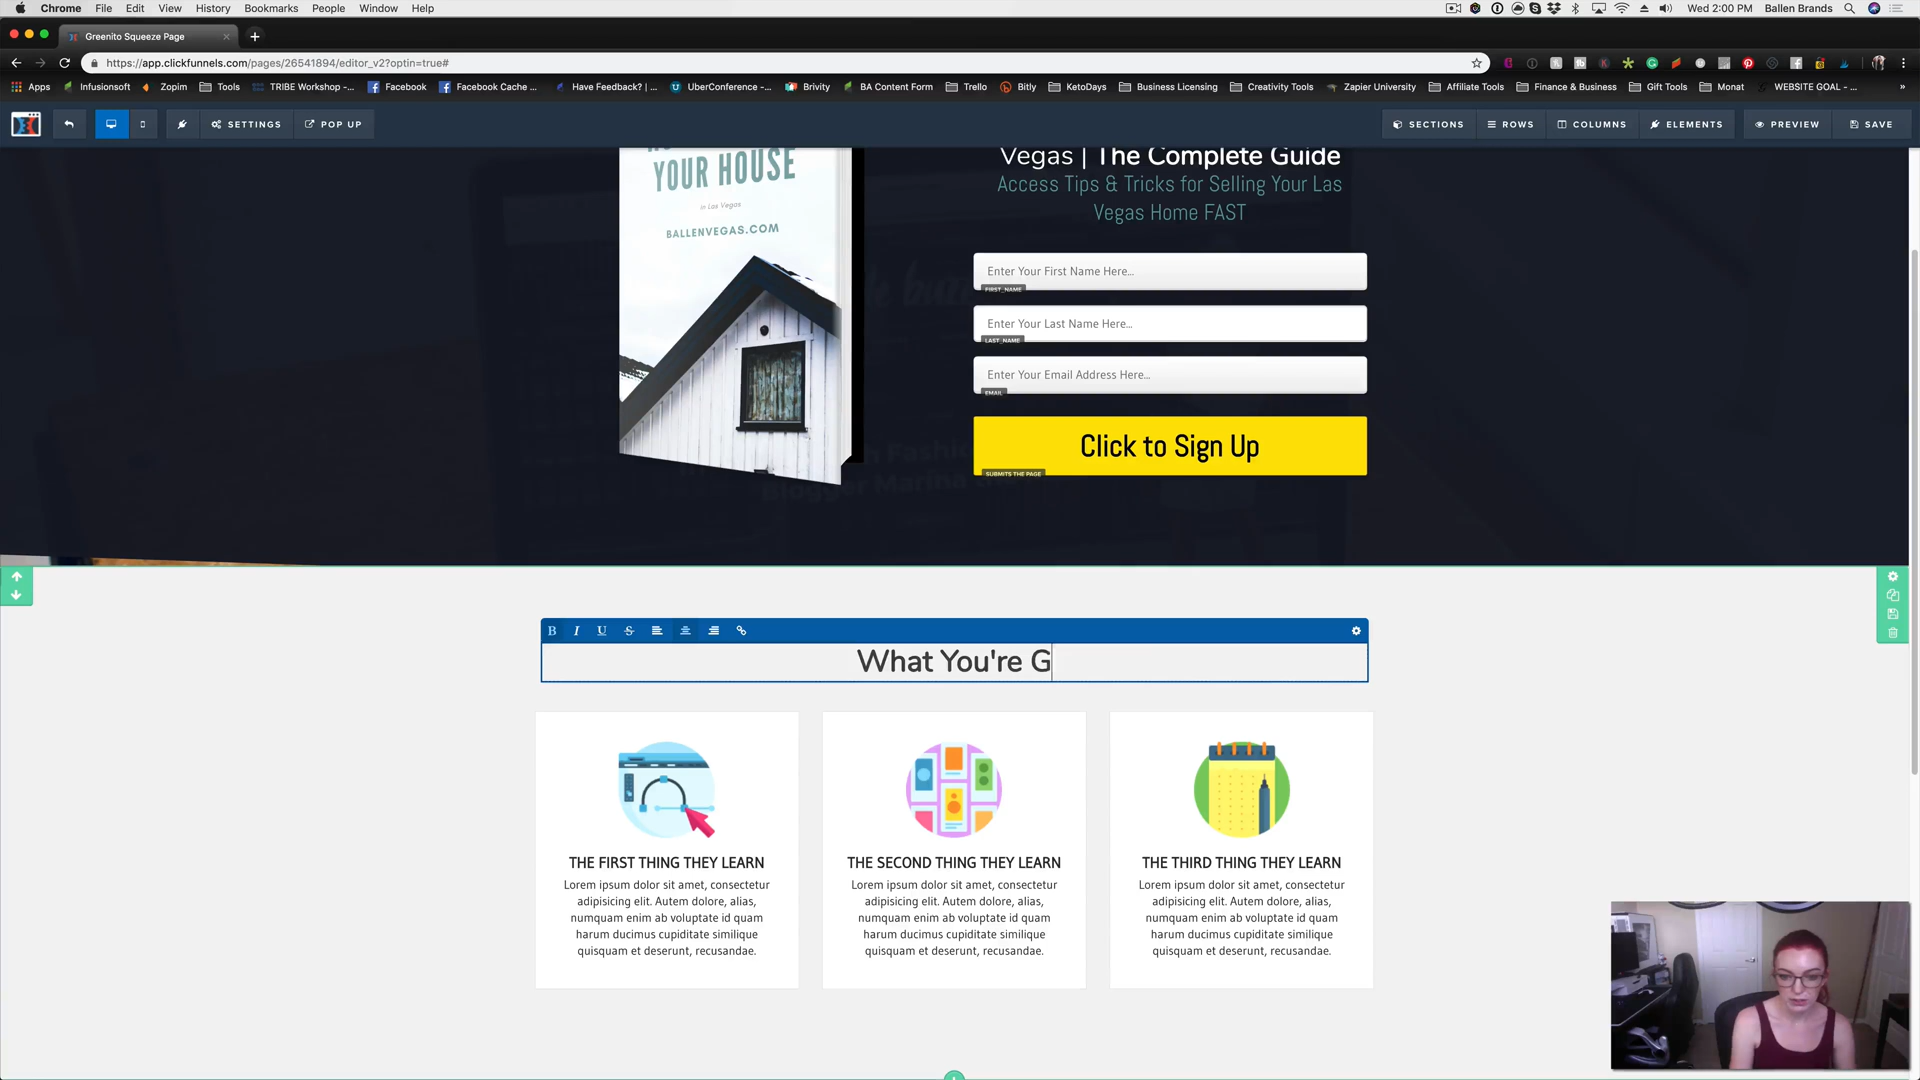 Chrome File Edit View History Bookmarks People Window Help Wed 2:00 PM Ballen Brands
Greenito Squeeze Page
https://app.clickfunnels.com/pages/26541894/editor_v2?optin=true#
Apps Infusionsoft Zopim Tools TRIBE Workshop -... Facebook Facebook Cache ... Have Feedback? | ... UberConference -... Brivity BA Content Form Trello Bitly KetoDays Business Licensing Creativity Tools Zapier University Affiliate Tools Finance & Business Gift Tools Monat WEBSITE GOAL - ... »
SETTINGS POP UP SECTIONS ROWS COLUMNS ELEMENTS PREVIEW SAVE
YOUR HOUSE
in Las Vegas
BALLENVEGAS.COM
Vegas | The Complete Guide
Access Tips & Tricks for Selling Your Las
Vegas Home FAST
Enter Your First Name Here...
FIRST_NAME
Enter Your Last Name Here...
LAST_NAME
Enter Your Email Address Here...
EMAIL
Click to Sign Up
SUBMITS THE PAGE
B I U S
What You're G
THE FIRST THING THEY LEARN
Lorem ipsum dolor sit amet, consectetur
adipisicing elit. Autem dolore, alias,
numquam enim ab voluptate id quam
harum ducimus cupiditate similique
quisquam et deserunt, recusandae.
THE SECOND THING THEY LEARN
Lorem ipsum dolor sit amet, consectetur
adipisicing elit. Autem dolore, alias,
numquam enim ab voluptate id quam
harum ducimus cupiditate similique
quisquam et deserunt, recusandae.
THE THIRD THING THEY LEARN
Lorem ipsum dolor sit amet, consectetur
adipisicing elit. Autem dolore, alias,
numquam enim ab voluptate id quam
harum ducimus cupiditate similique
quisquam et deserunt, recusandae.